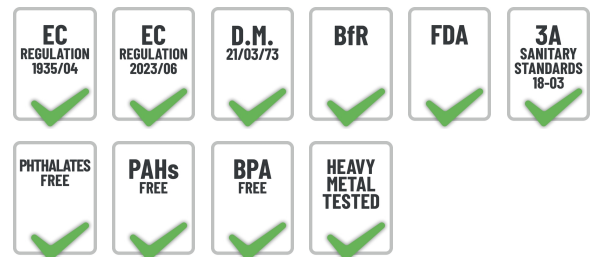 EC
REGULATION
1935/04
EC
REGULATION
2023/06
D.M.
21/03/73
BfR
FDA
3A
SANITARY
STANDARDS
18-03
PHTHALATES
FREE
PAHs
FREE
BPA
FREE
HEAVY
METAL
TESTED